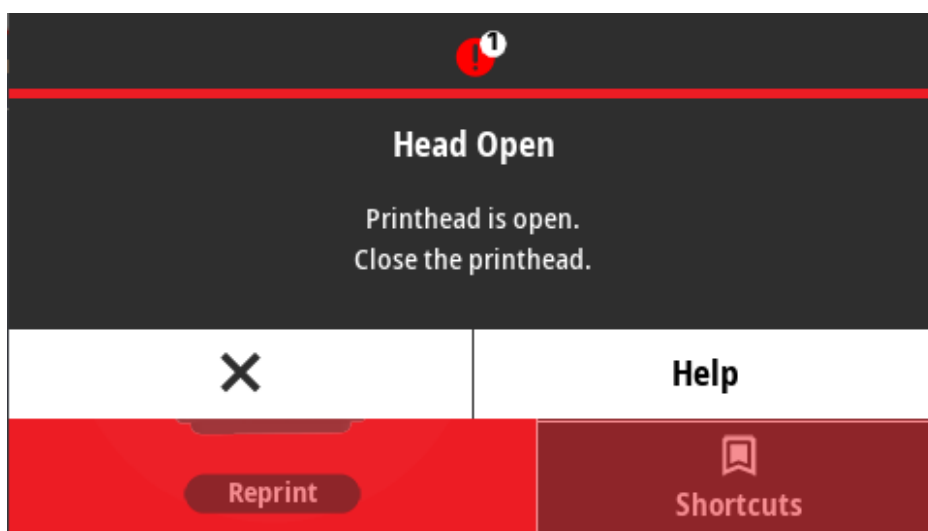 1
Head Open
Printhead is open.
Close the printhead.
Help
Reprint
Shortcuts